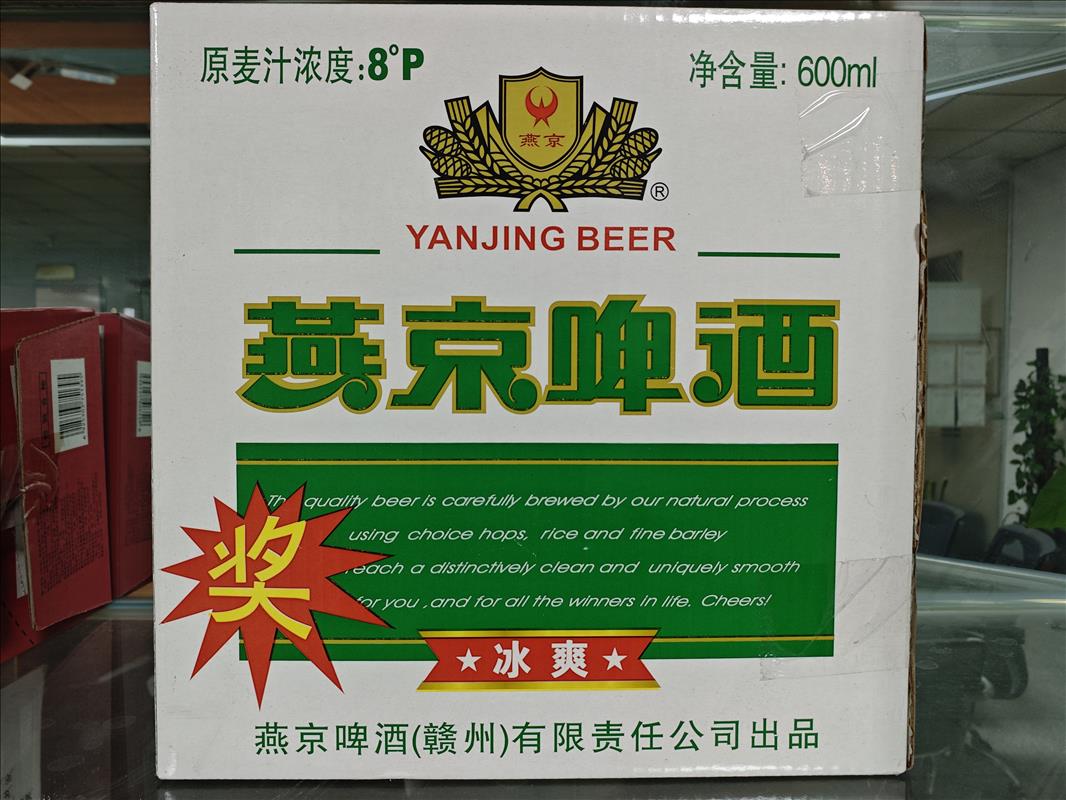 原麦汁浓度:8°P
净含量: 600ml
燕京
®
YANJING BEER
燕京啤酒
The quality beer is carefully brewed by our natural process
using choice hops, rice and fine barley
reach a distinctively clean and uniquely smooth
for you ,and for all the winners in life. Cheers!
奖
冰爽
燕京啤酒(赣州)有限责任公司出品